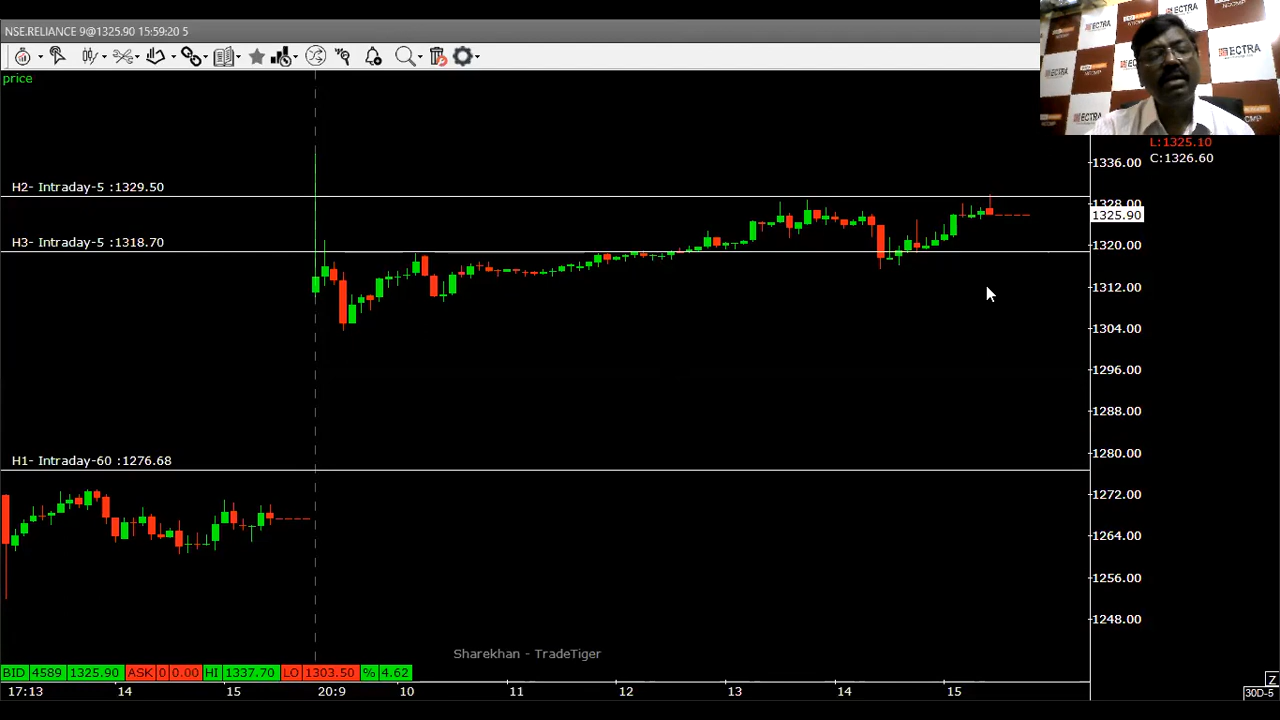 NSE.RELIANCE 9@1325.90 15:59:20 5
price
L:1325.10
C:1326.60
ECTRA
ECTRA
ECTRA
ECTRA
1336.00
H2- Intraday-5 :1329.50
1328.00
1325.90
H3- Intraday-5 :1318.70
1320.00
1312.00
1304.00
1296.00
1288.00
H1- Intraday-60 :1276.68
1280.00
1272.00
1264.00
1256.00
1248.00
Sharekhan - TradeTiger
BID 4589 1325.90 ASK 0 0.00 HI 1337.70 LO 1303.50 % 4.62
17:13 14 15 20:9 10 11 12 13 14 15
Z
30D-5